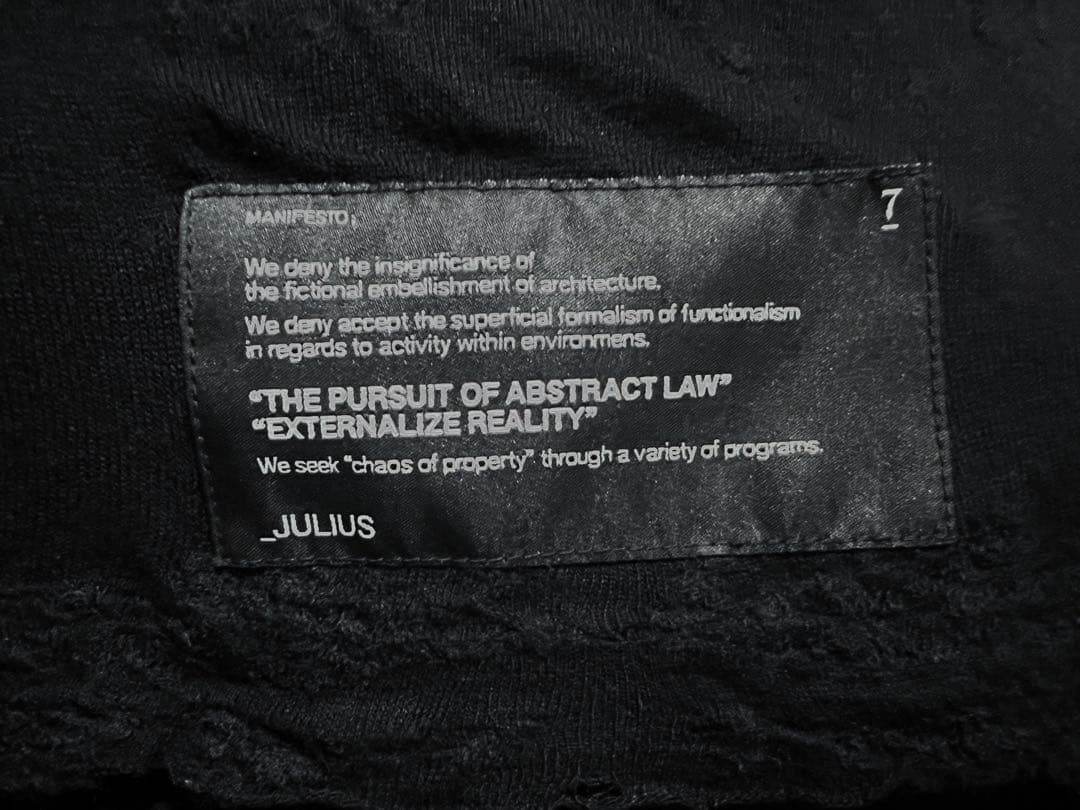 MANIFESTO;
7
We deny the insignificance of
the fictional embellishment of architecture.
We deny accept the superficial formalism of functionalism
in regards to activity within environmens.
“THE PURSUIT OF ABSTRACT LAW”
“EXTERNALIZE REALITY”
We seek “chaos of property” through a variety of programs.
_JULIUS